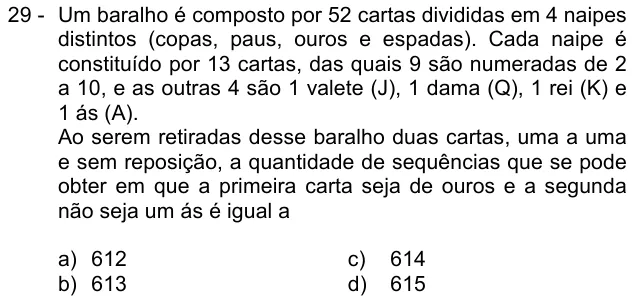 29 - Um baralho é composto por 52 cartas divididas em 4 naipes
distintos (copas, paus, ouros e espadas). Cada naipe é
constituído por 13 cartas, das quais 9 são numeradas de 2
a 10, e as outras 4 são 1 valete (J), 1 dama (Q), 1 rei (K) e
1 ás (A).
Ao serem retiradas desse baralho duas cartas, uma a uma
e sem reposição, a quantidade de sequências que se pode
obter em que a primeira carta seja de ouros e a segunda
não seja um ás é igual a
a) 612 c) 614
b) 613 d) 615